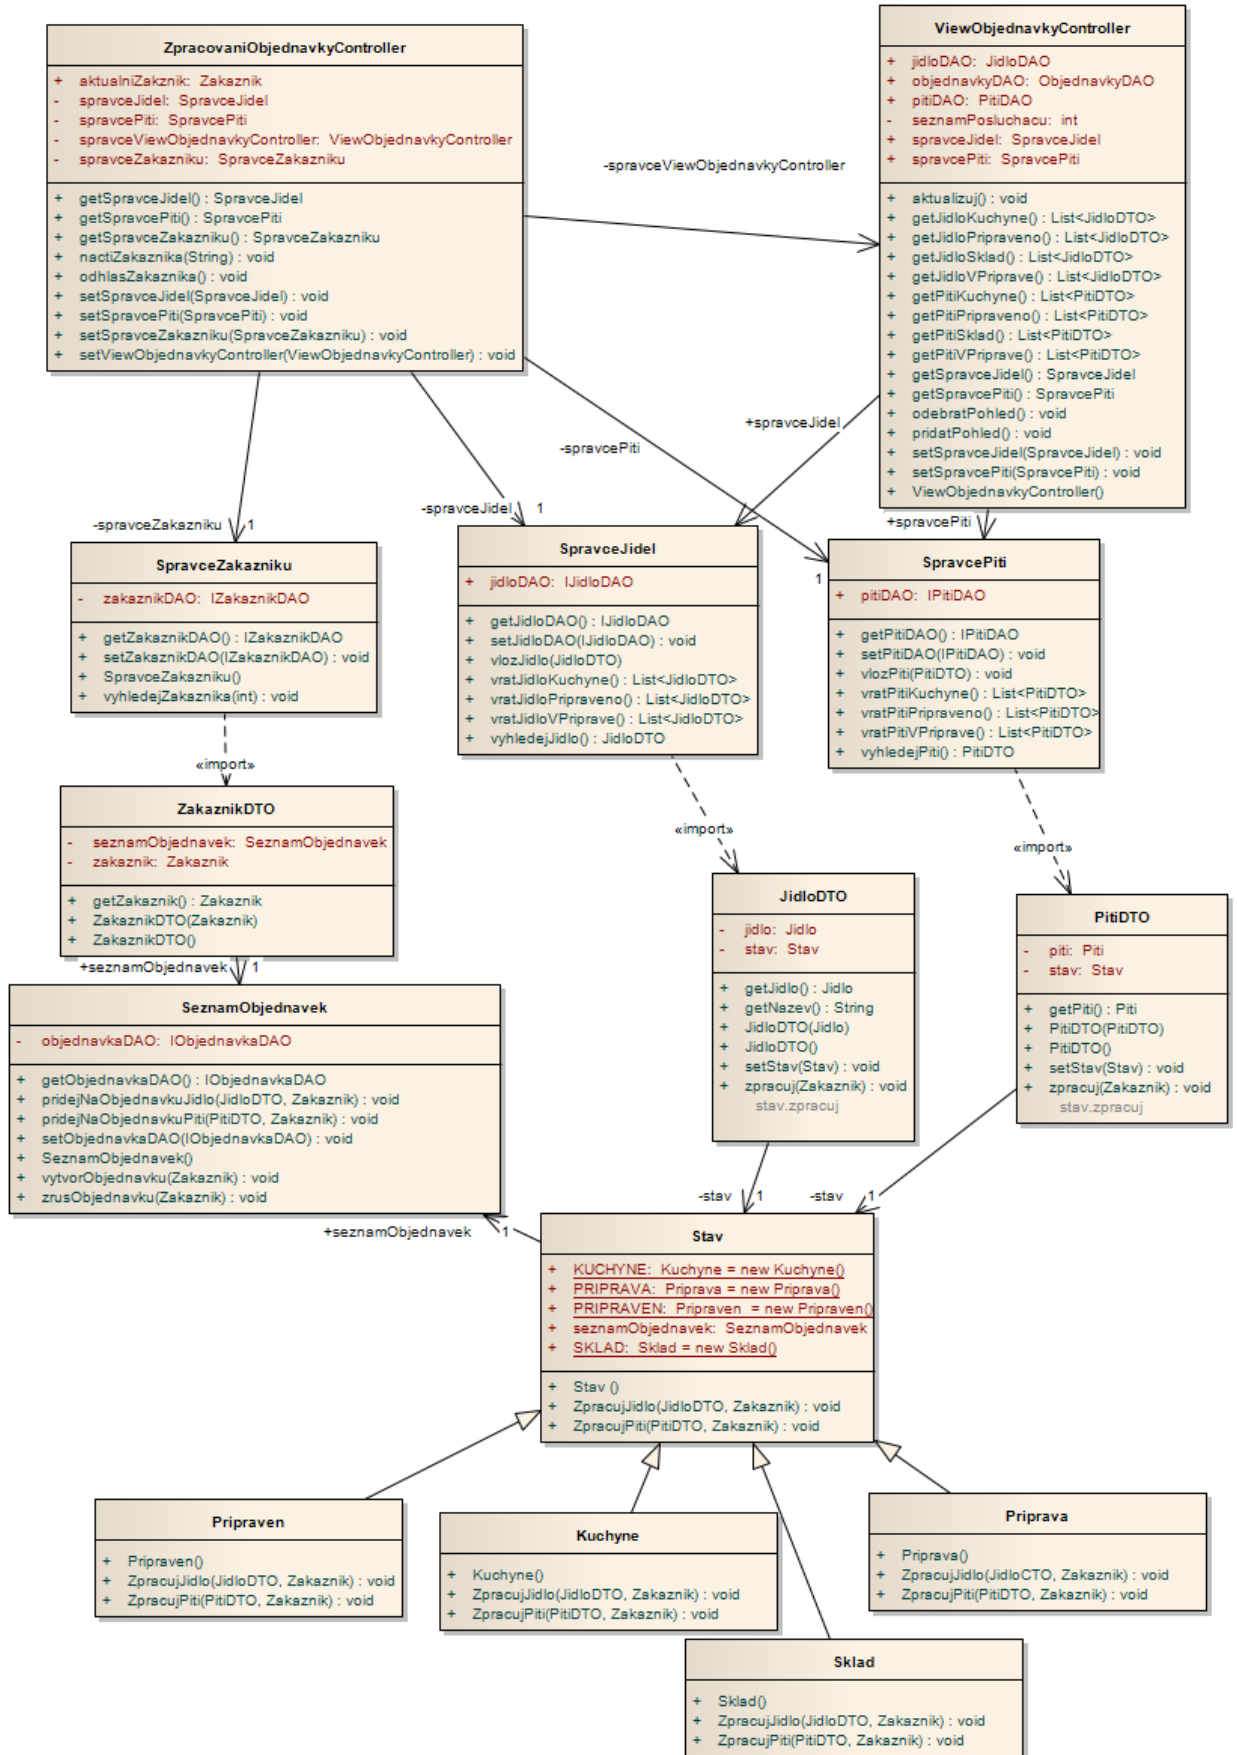 ZpracovaniObjednavkyController
+ aktualniZakznik: Zakaznik
- spravceJidel: SpravceJidel
- spravcePiti: SpravcePiti
- spravceViewObjednavkyController: ViewObjednavkyController
- spravceZakazniku: SpravceZakazniku
+ getSpravceJidel() : SpravceJidel
+ getSpravcePiti() : SpravcePiti
+ getSpravceZakazniku() : SpravceZakazniku
+ nactiZakaznika(String) : void
+ odhlasZakaznika() : void
+ setSpravceJidel(SpravceJidel) : void
+ setSpravcePiti(SpravcePiti) : void
+ setSpravceZakazniku(SpravceZakazniku) : void
+ setViewObjednavkyController(ViewObjednavkyController) : void
ViewObjednavkyController
+ jidloDAO: JidloDAO
+ objednavkyDAO: ObjednavkyDAO
+ pitiDAO: PitiDAO
- seznamPosluchacu: int
+ spravceJidel: SpravceJidel
+ spravcePiti: SpravcePiti
+ aktualizuj() : void
+ getJidloKuchyne() : List<JidloDTO>
+ getJidloPripraveno() : List<JidloDTO>
+ getJidloSklad() : List<JidloDTO>
+ getJidloVPriprave() : List<JidloDTO>
+ getPitiKuchyne() : List<PitiDTO>
+ getPitiPripraveno() : List<PitiDTO>
+ getPitiSklad() : List<PitiDTO>
+ getPitiVPriprave() : List<PitiDTO>
+ getSpravceJidel() : SpravceJidel
+ getSpravcePiti() : SpravcePiti
+ odebratPohled() : void
+ pridatPohled() : void
+ setSpravceJidel(SpravceJidel) : void
+ setSpravcePiti(SpravcePiti) : void
+ ViewObjednavkyController()
-spravceViewObjednavkyController
+spravceJidel
-spravcePiti
-spravceZakazniku 1
-spravceJidel 1
+spravcePiti
1
SpravceZakazniku
- zakaznikDAO: IZakaznikDAO
+ getZakaznikDAO() : IZakaznikDAO
+ setZakaznikDAO(IZakaznikDAO) : void
+ SpravceZakazniku()
+ vyhledejZakaznika(int) : void
SpravceJidel
+ jidloDAO: IJidloDAO
+ getJidloDAO() : IJidloDAO
+ setJidloDAO(IJidloDAO) : void
+ vlozJidlo(JidloDTO)
+ vratJidloKuchyne() : List<JidloDTO>
+ vratJidloPripraveno() : List<JidloDTO>
+ vratJidloVPriprave() : List<JidloDTO>
+ vyhledejJidlo() : JidloDTO
SpravcePiti
+ pitiDAO: IPitiDAO
+ getPitiDAO() : IPitiDAO
+ setPitiDAO(IPitiDAO) : void
+ vlozPiti(PitiDTO) : void
+ vratPitiKuchyne() : List<PitiDTO>
+ vratPitiPripraveno() : List<PitiDTO>
+ vratPitiVPriprave() : List<PitiDTO>
+ vyhledejPiti() : PitiDTO
«import»
«import»
«import»
ZakaznikDTO
- seznamObjednavek: SeznamObjednavek
- zakaznik: Zakaznik
+ getZakaznik() : Zakaznik
+ ZakaznikDTO(Zakaznik)
+ ZakaznikDTO()
+seznamObjednavek 1
JidloDTO
- jidlo: Jidlo
- stav: Stav
+ getJidlo() : Jidlo
+ getNazev() : String
+ JidloDTO(Jidlo)
+ JidloDTO()
+ setStav(Stav) : void
+ zpracuj(Zakaznik) : void
stav.zpracuj
PitiDTO
- piti: Piti
- stav: Stav
+ getPiti() : Piti
+ PitiDTO(PitiDTO)
+ PitiDTO()
+ setStav(Stav) : void
+ zpracuj(Zakaznik) : void
stav.zpracuj
SeznamObjednavek
- objednavkaDAO: IObjednavkaDAO
+ getObjednavkaDAO() : IObjednavkaDAO
+ pridejNaObjednavkuJidlo(JidloDTO, Zakaznik) : void
+ pridejNaObjednavkuPiti(PitiDTO, Zakaznik) : void
+ setObjednavkaDAO(IObjednavkaDAO) : void
+ SeznamObjednavek()
+ vytvorObjednavku(Zakaznik) : void
+ zrusObjednavku(Zakaznik) : void
-stav 1
-stav 1
+seznamObjednavek 1
Stav
+ KUCHYNE: Kuchyne = new Kuchyne()
+ PRIPRAVA: Priprava = new Priprava()
+ PRIPRAVEN: Pripraven = new Pripraven()
+ seznamObjednavek: SeznamObjednavek
+ SKLAD: Sklad = new Sklad()
+ Stav ()
+ ZpracujJidlo(JidloDTO, Zakaznik) : void
+ ZpracujPiti(PitiDTO, Zakaznik) : void
Pripraven
+ Pripraven()
+ ZpracujJidlo(JidloDTO, Zakaznik) : void
+ ZpracujPiti(PitiDTO, Zakaznik) : void
Kuchyne
+ Kuchyne()
+ ZpracujJidlo(JidloDTO, Zakaznik) : void
+ ZpracujPiti(PitiDTO, Zakaznik) : void
Priprava
+ Priprava()
+ ZpracujJidlo(JidloCTO, Zakaznik) : void
+ ZpracujPiti(PitiDTO, Zakaznik) : void
Sklad
+ Sklad()
+ ZpracujJidlo(JidloDTO, Zakaznik) : void
+ ZpracujPiti(PitiDTO, Zakaznik) : void